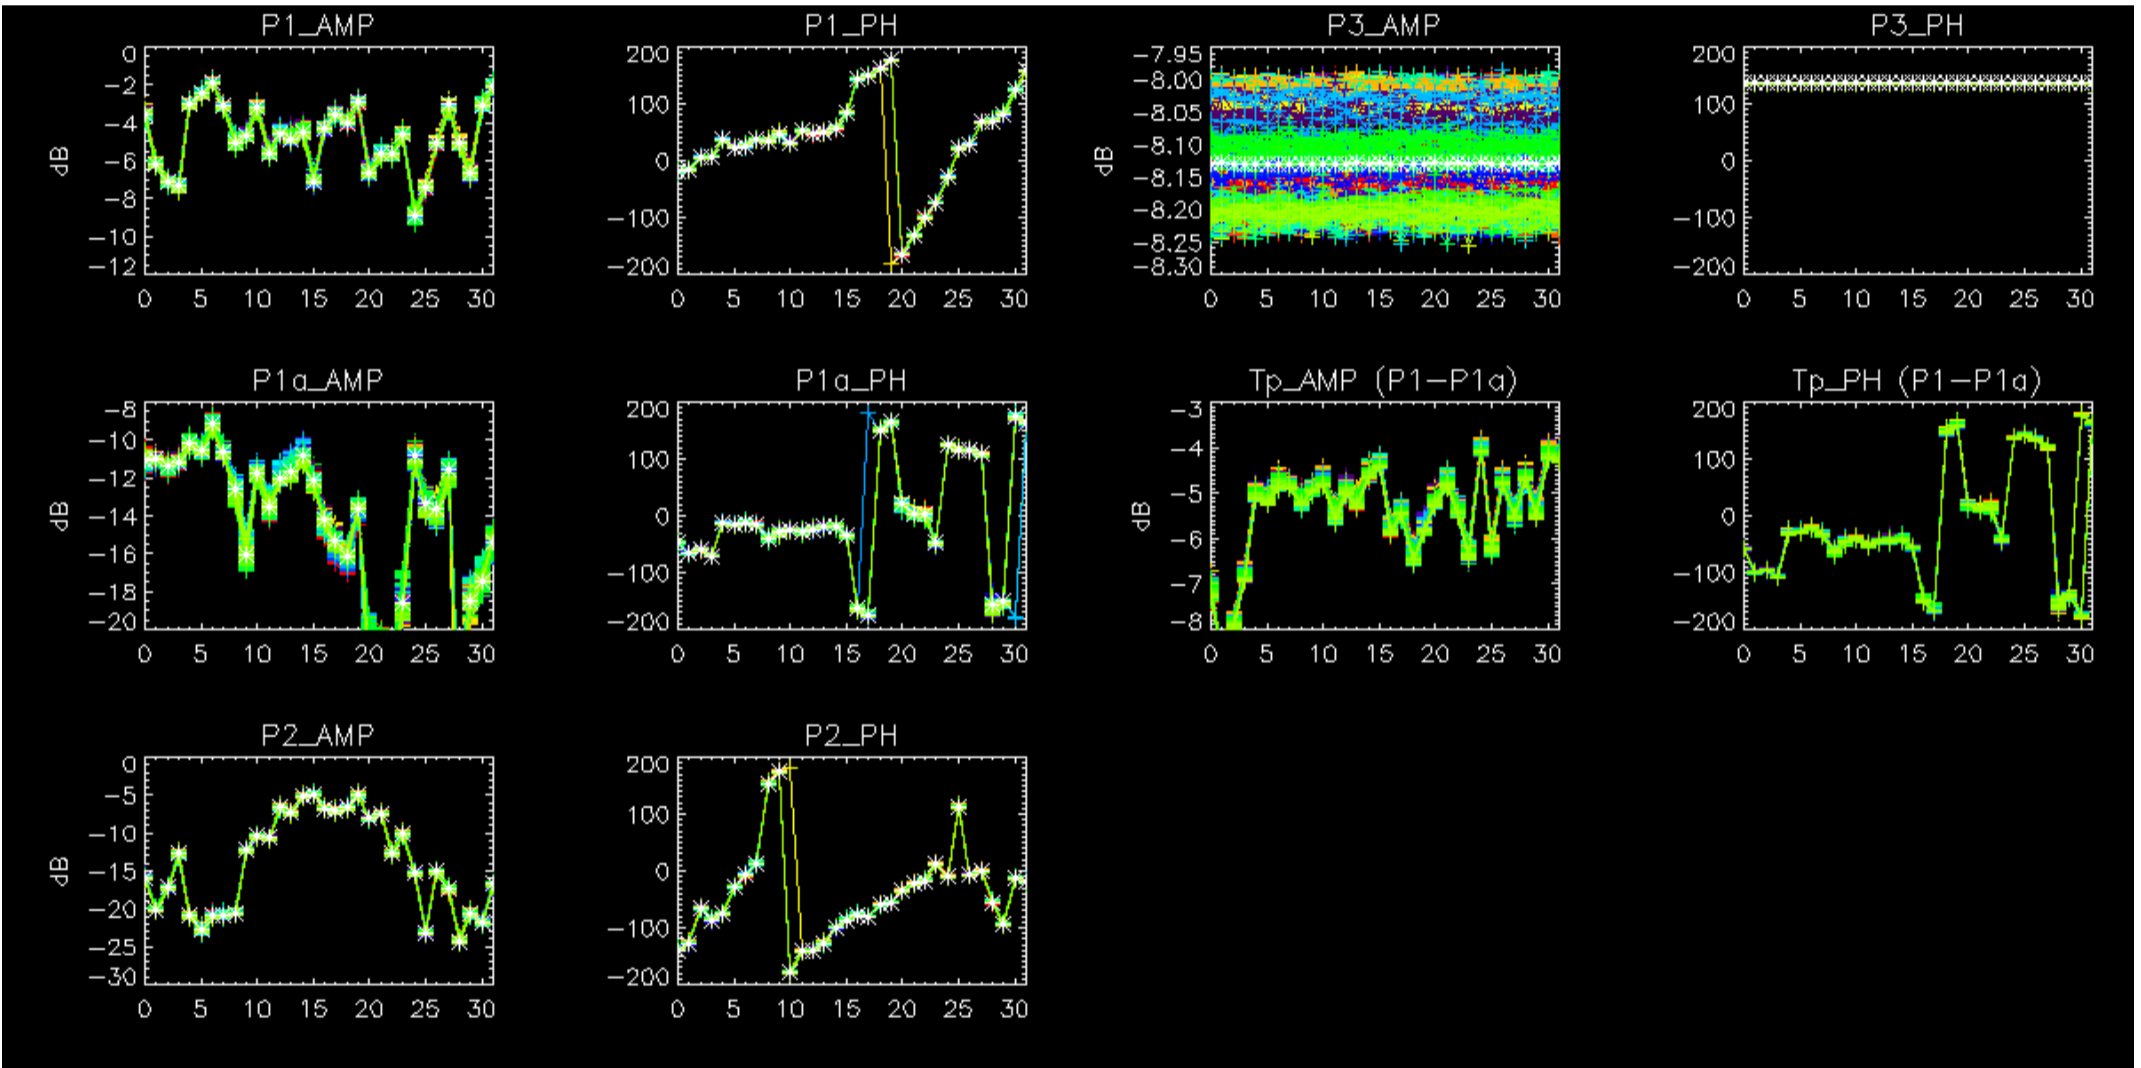 P1_AMP
P1_PH
P3_AMP
P3_PH
0
-2
-4
-6
-8
-10
-12
dB
0 5 10 15 20 25 30
200
100
0
-100
-200
0 5 10 15 20 25 30
-7.95
-8.00
-8.05
-8.10
-8.15
-8.20
-8.25
-8.30
dB
0 5 10 15 20 25 30
200
100
0
-100
-200
0 5 10 15 20 25 30
P1a_AMP
P1a_PH
Tp_AMP (P1-P1a)
Tp_PH (P1-P1a)
-8
-10
-12
-14
-16
-18
-20
dB
0 5 10 15 20 25 30
200
100
0
-100
-200
0 5 10 15 20 25 30
-3
-4
-5
-6
-7
-8
dB
0 5 10 15 20 25 30
200
100
0
-100
-200
0 5 10 15 20 25 30
P2_AMP
P2_PH
0
-5
-10
-15
-20
-25
-30
dB
0 5 10 15 20 25 30
200
100
0
-100
-200
0 5 10 15 20 25 30